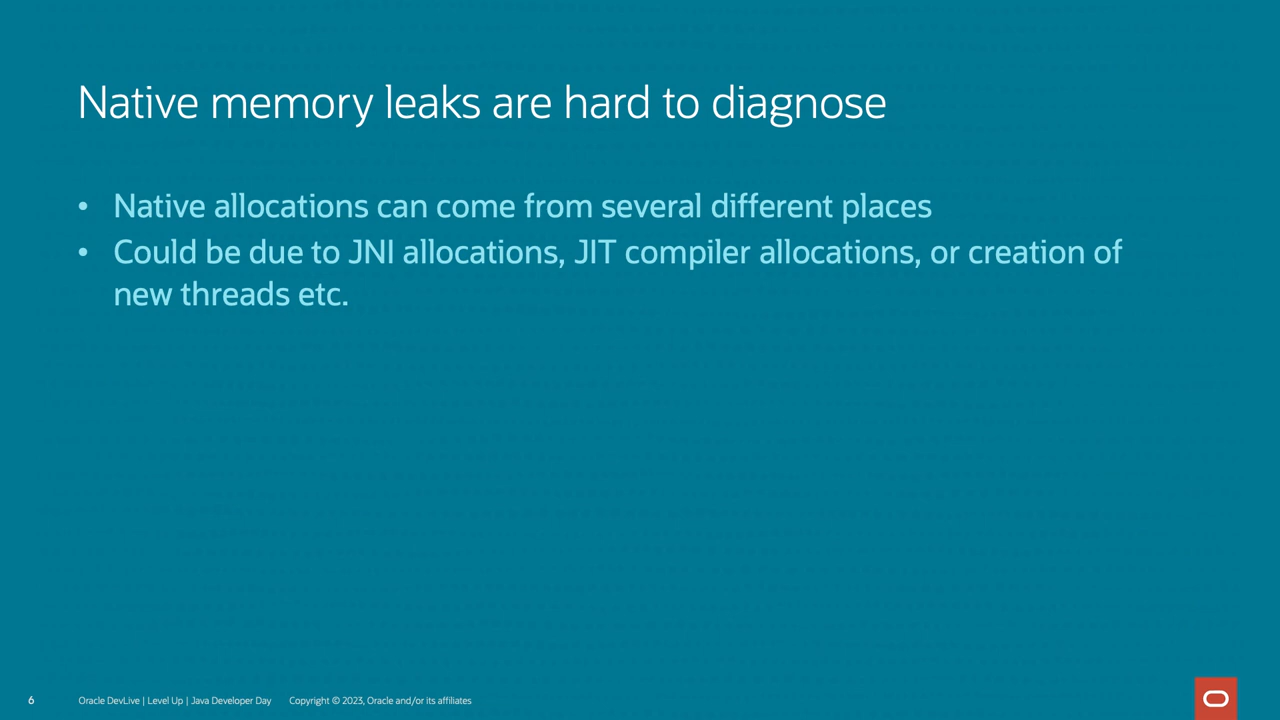 Native memory leaks are hard to diagnose
• Native allocations can come from several different places
• Could be due to JNI allocations, JIT compiler allocations, or creation of
new threads etc.
6 Oracle DevLive | Level Up | Java Developer Day Copyright © 2023, Oracle and/or its affiliates